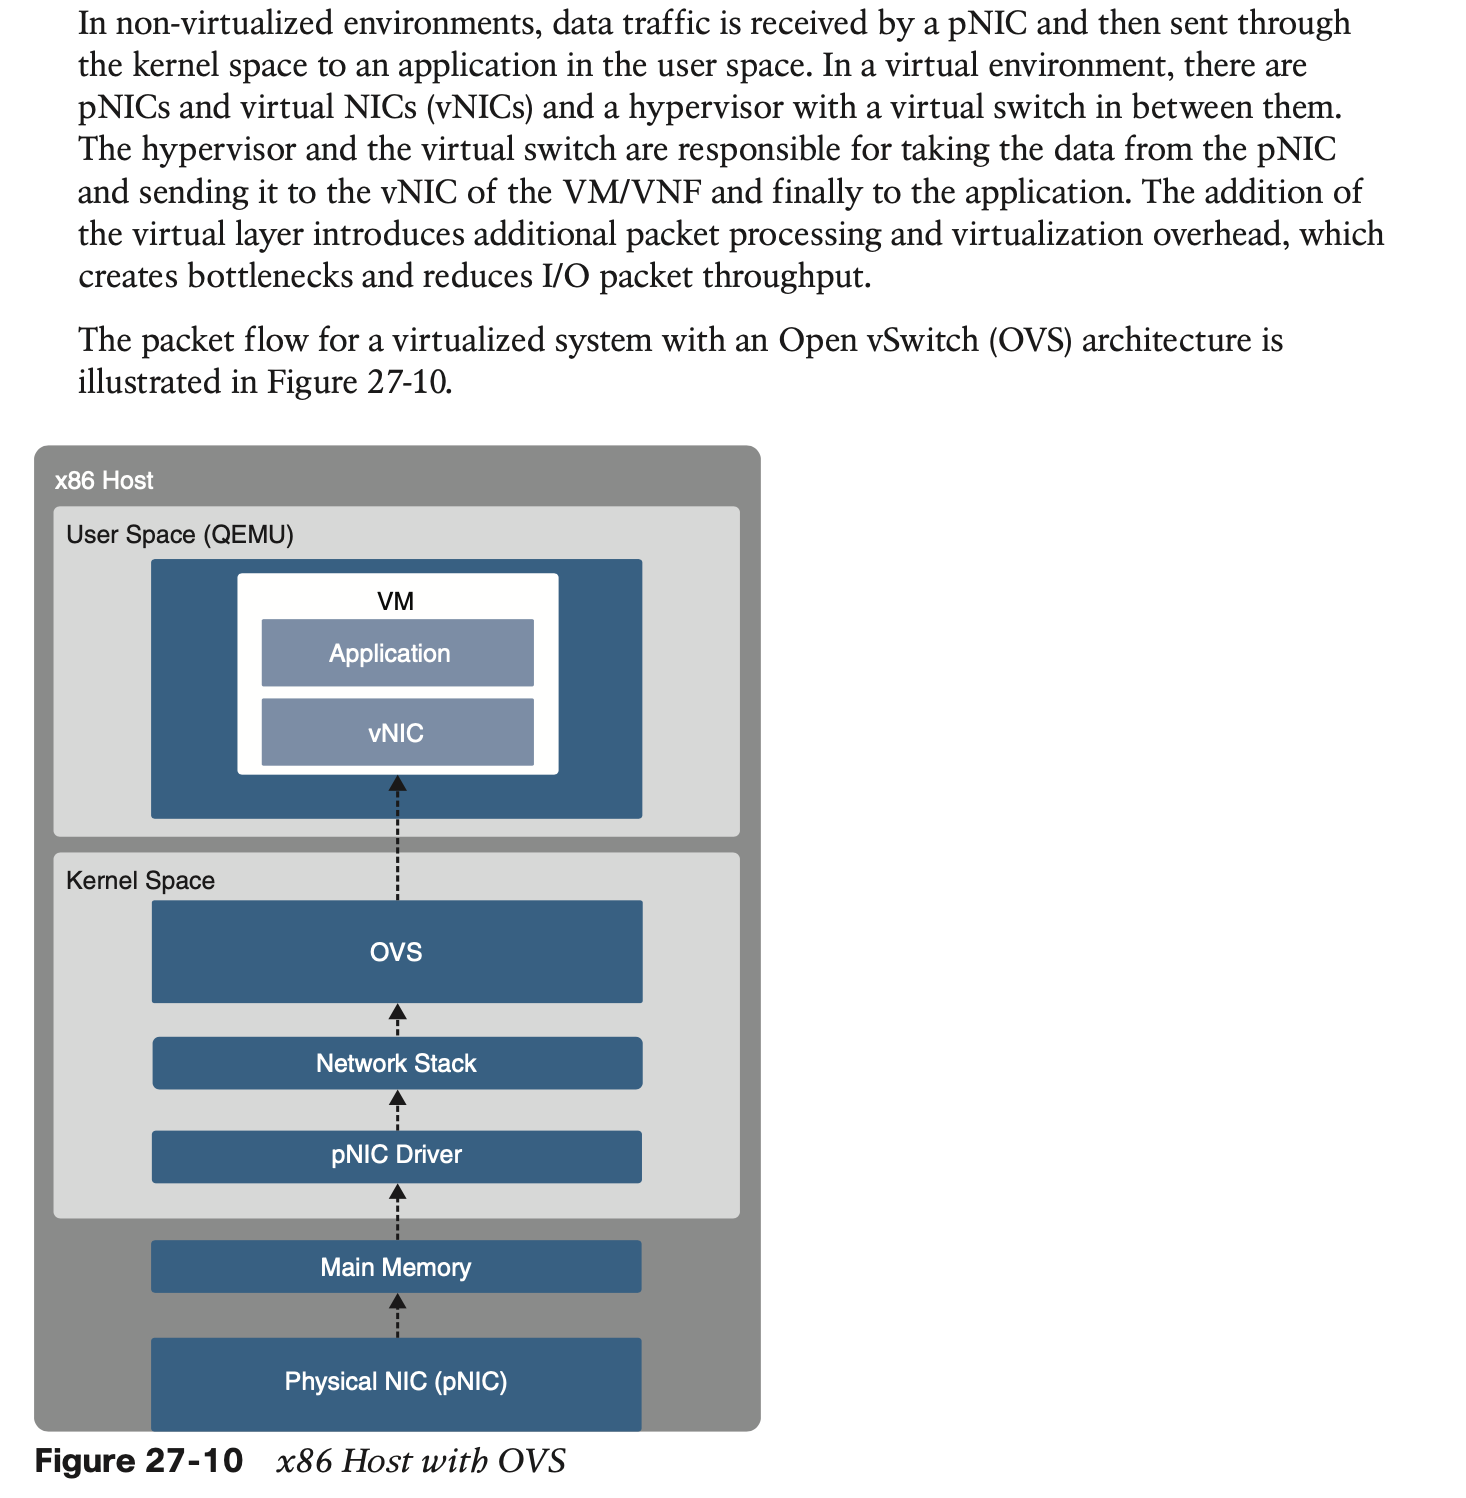 In non-virtualized environments, data traffic is received by a pNIC and then sent through
the kernel space to an application in the user space. In a virtual environment, there are
pNICs and virtual NICs (vNICs) and a hypervisor with a virtual switch in between them.
The hypervisor and the virtual switch are responsible for taking the data from the pNIC
and sending it to the vNIC of the VM/VNF and finally to the application. The addition of
the virtual layer introduces additional packet processing and virtualization overhead, which
creates bottlenecks and reduces I/O packet throughput.
The packet flow for a virtualized system with an Open vSwitch (OVS) architecture is
illustrated in Figure 27-10.
x86 Host
User Space (QEMU)
VM
Application
vNIC
Kernel Space
OVS
Network Stack
pNIC Driver
Main Memory
Physical NIC (pNIC)
Figure 27-10 x86 Host with OVS